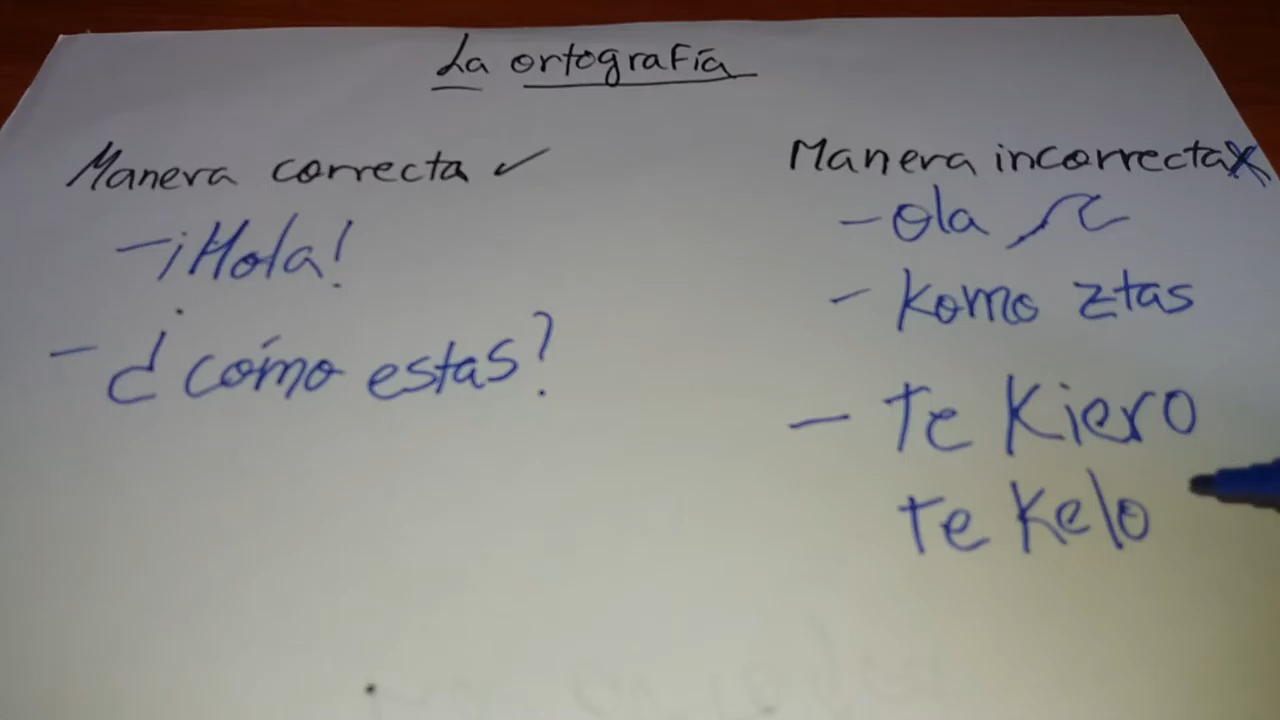 La ortografía
Manera correcta
- ¡Hola!
- ¿cómo estas?
Manera incorrecta
- Ola
- Komo ztas
- Te Kiero
Te Kelo